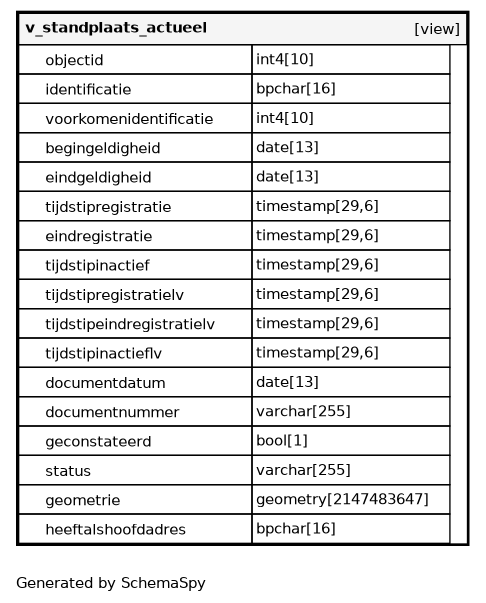 v_standplaats_actueel [view]
objectid int4[10]
identificatie bpchar[16]
voorkomenidentificatie int4[10]
begingeldigheid date[13]
eindgeldigheid date[13]
tijdstipregistratie timestamp[29,6]
eindregistratie timestamp[29,6]
tijdstipinactief timestamp[29,6]
tijdstipregistratielv timestamp[29,6]
tijdstipeindregistratielv timestamp[29,6]
tijdstipinactieflv timestamp[29,6]
documentdatum date[13]
documentnummer varchar[255]
geconstateerd bool[1]
status varchar[255]
geometrie geometry[2147483647]
heeftalshoofdadres bpchar[16]
Generated by SchemaSpy